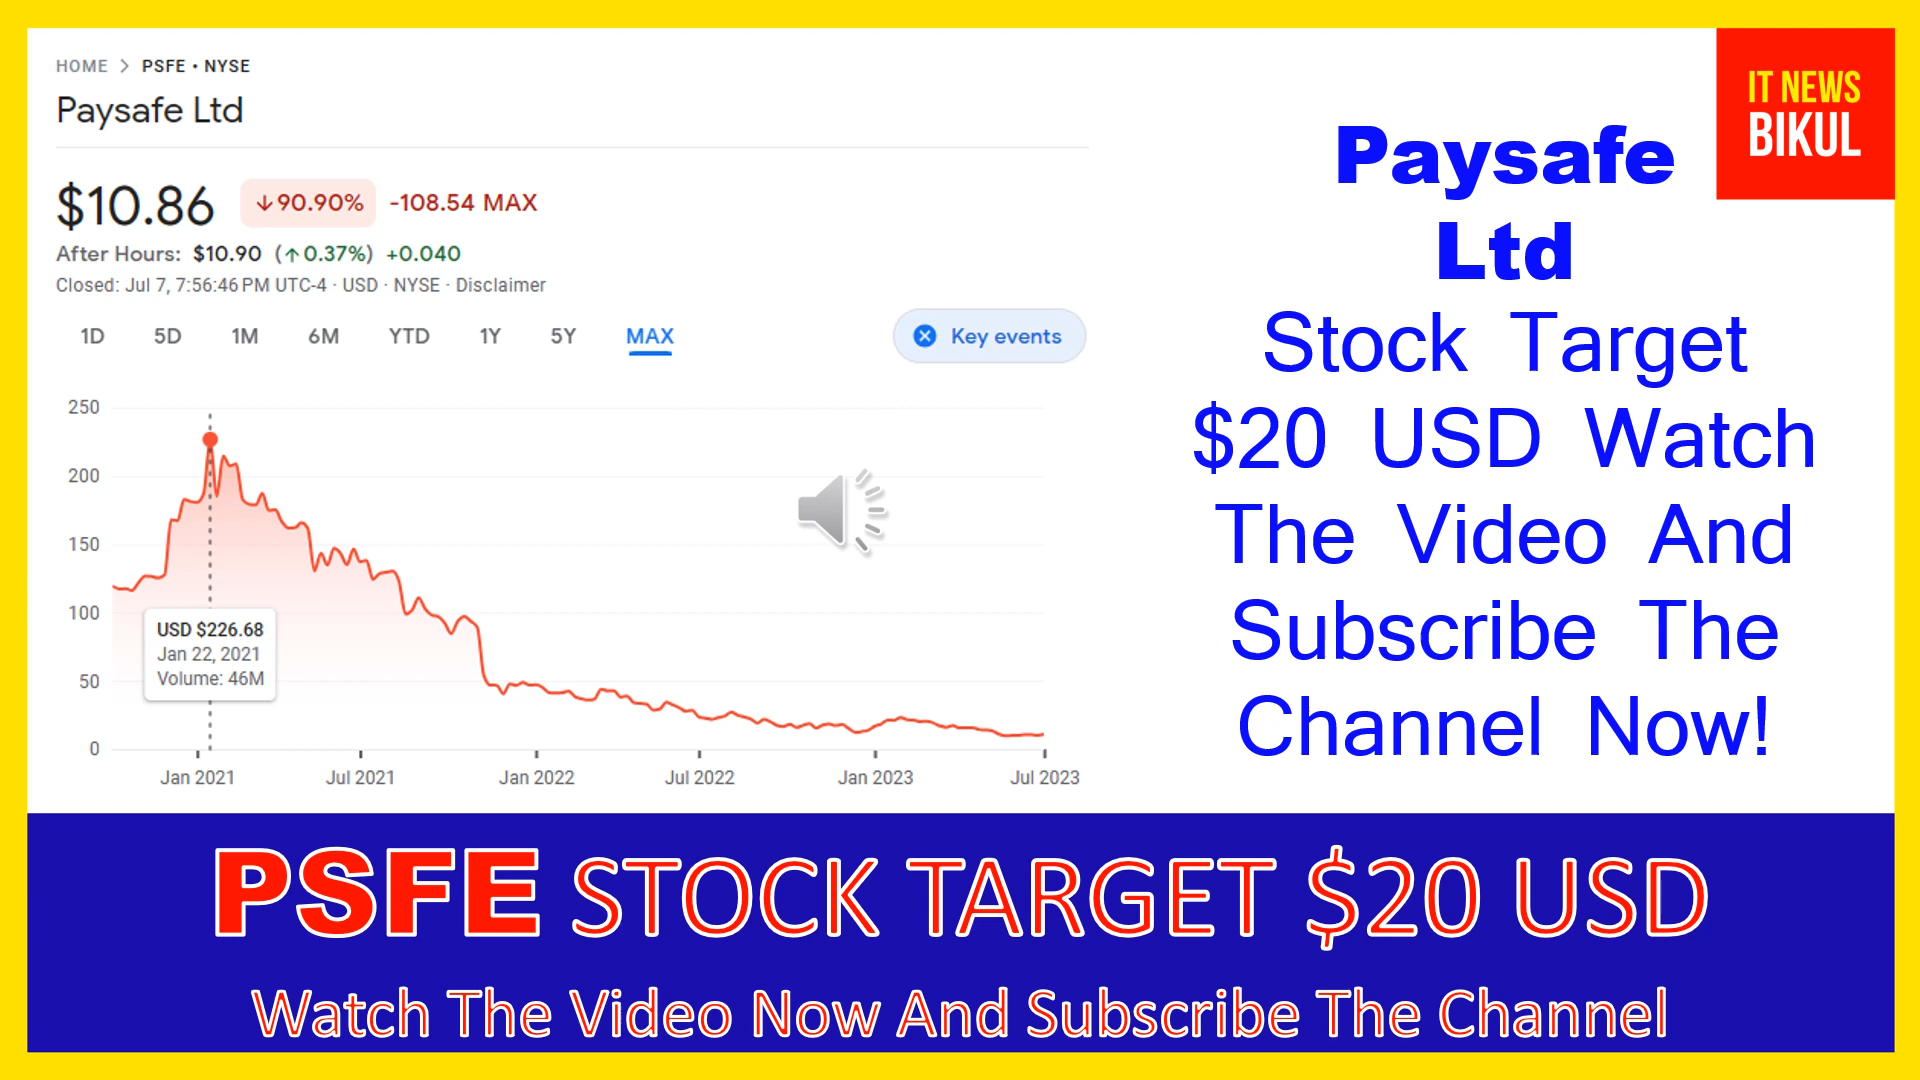 HOME > PSFE • NYSE
Paysafe Ltd
$10.86 ↓90.90% -108.54 MAX
After Hours: $10.90 (↑0.37%) +0.040
Closed: Jul 7, 7:56:46 PM UTC-4 · USD · NYSE · Disclaimer
1D 5D 1M 6M YTD 1Y 5Y MAX
Key events
250
200
150
100
50
0
USD $226.68
Jan 22, 2021
Volume: 46M
Jan 2021 Jul 2021 Jan 2022 Jul 2022 Jan 2023 Jul 2023
IT NEWS
BIKUL
Paysafe
Ltd
Stock Target
$20 USD Watch
The Video And
Subscribe The
Channel Now!
PSFE STOCK TARGET $20 USD
Watch The Video Now And Subscribe The Channel